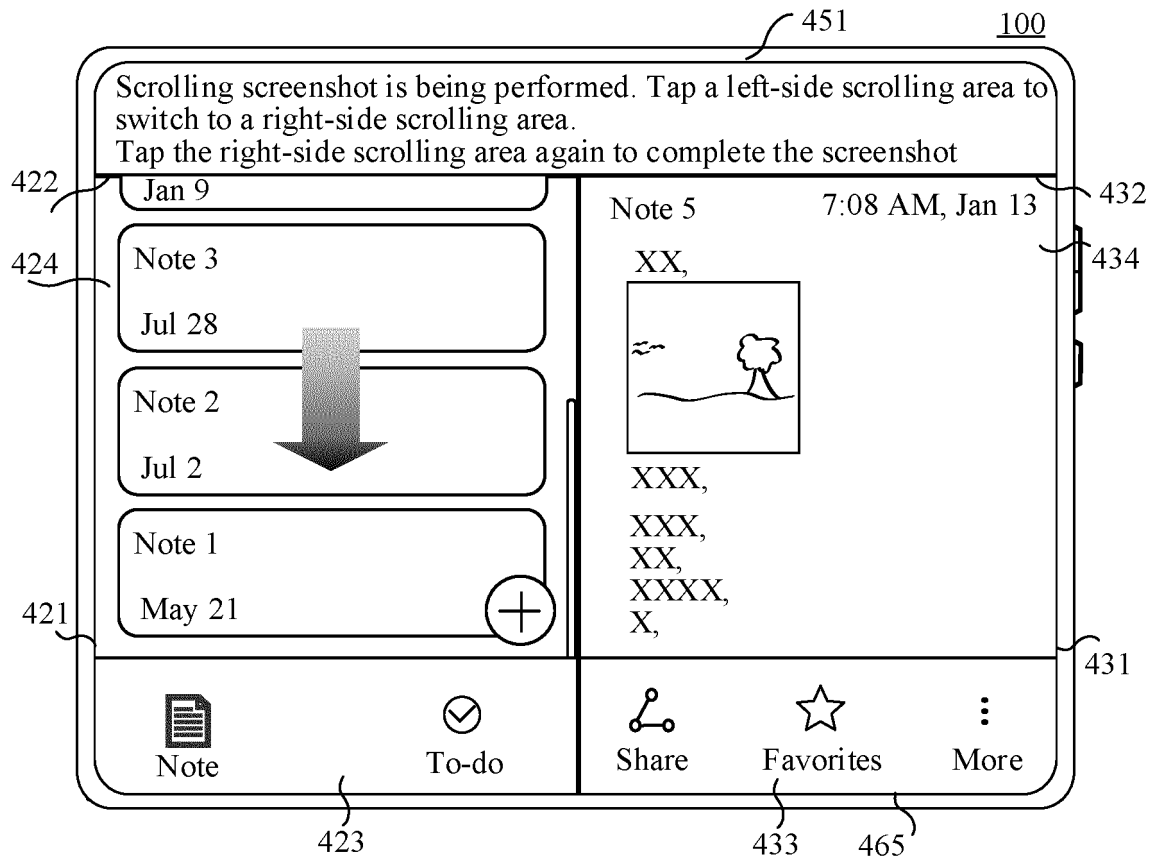 451
100
Scrolling screenshot is being performed. Tap a left-side scrolling area to
switch to a right-side scrolling area.
Tap the right-side scrolling area again to complete the screenshot
422
432
Jan 9
Note 5
7:08 AM, Jan 13
424
434
Note 3
XX,
Jul 28
Note 2
Jul 2
XXX,
XXX,
Note 1
XX,
XXXX,
May 21
X,
421
431
Note
To-do
Share
Favorites
More
423
433
465